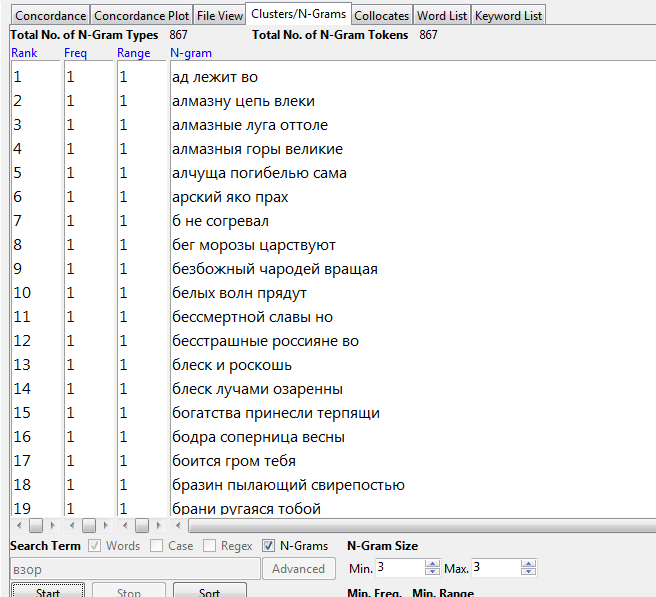 Concordance Concordance Plot File View Clusters/N-Grams Collocates Word List Keyword List
Total No. of N-Gram Types 867 Total No. of N-Gram Tokens 867
Rank Freq Range N-gram
1 1 1 ад лежит во
2 1 1 алмазну цепь влеки
3 1 1 алмазные луга оттоле
4 1 1 алмазныя горы великие
5 1 1 алчуща погибелью сама
6 1 1 арский яко прах
7 1 1 б не согревал
8 1 1 бег морозы царствуют
9 1 1 безбожный чародей вращая
10 1 1 белых волн прядут
11 1 1 бессмертной славы но
12 1 1 бесстрашные россияне во
13 1 1 блеск и роскошь
14 1 1 блеск лучами озаренны
15 1 1 богатства принесли терпящи
16 1 1 бодра соперница весны
17 1 1 боится гром тебя
18 1 1 бразин пылающий свирепостью
19 1 1 брани ругаяся тобой
Search Term Words Case Regex N-Grams N-Gram Size
взор Advanced Min. 3 Max. 3
Start Stop Sort Min. Freq. Min. Range